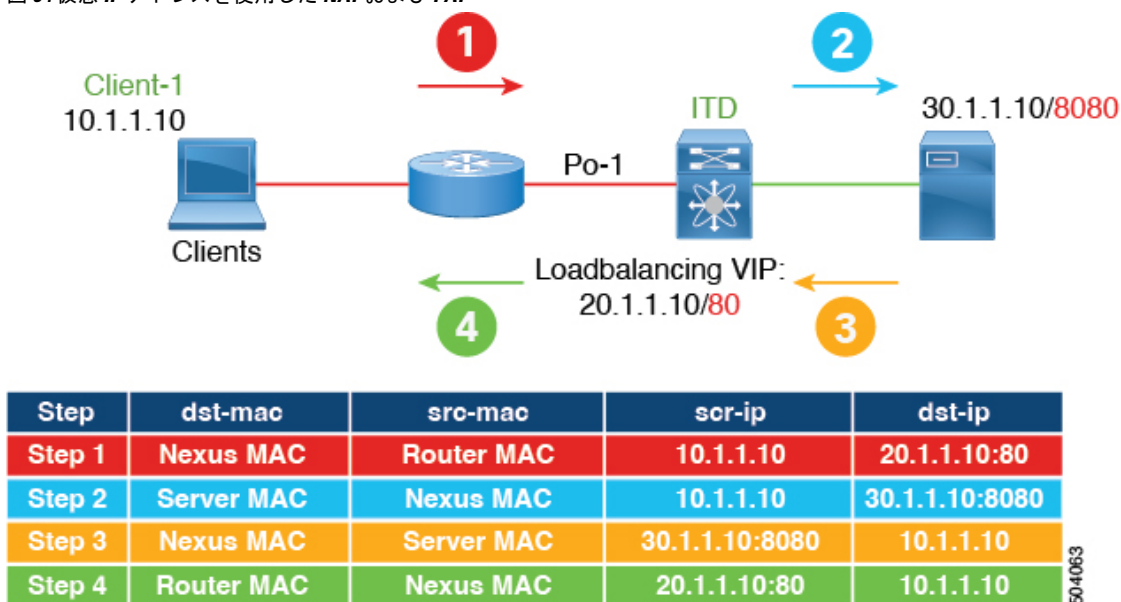 1
2
Client-1
10.1.1.10
ITD
30.1.1.10/8080
Po-1
Clients
Loadbalancing VIP:
20.1.1.10/80
4
3
Step dst-mac src-mac scr-ip dst-ip
Step 1 Nexus MAC Router MAC 10.1.1.10 20.1.1.10:80
Step 2 Server MAC Nexus MAC 10.1.1.10 30.1.1.10:8080
Step 3 Nexus MAC Server MAC 30.1.1.10:8080 10.1.1.10
Step 4 Router MAC Nexus MAC 20.1.1.10:80 10.1.1.10
504063